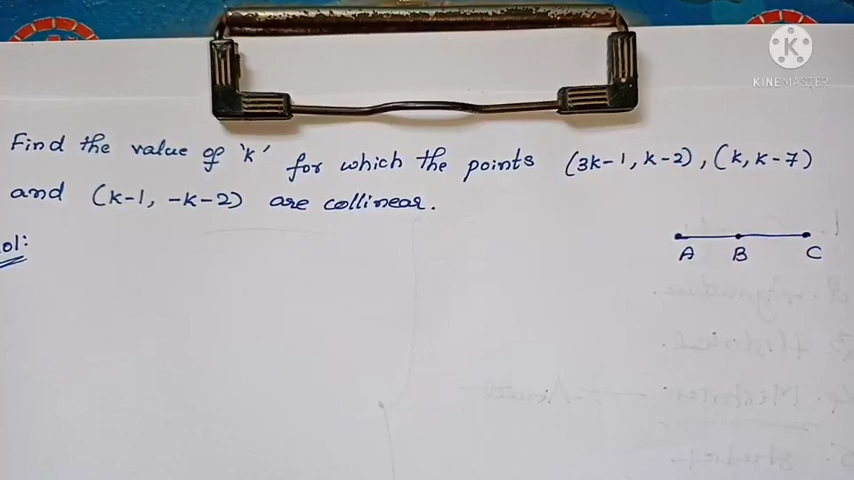 KINEMASTER
Find the value of 'k' for which the points (3k-1, k-2), (k, k-7)
and (k-1, -k-2) are collinear.
ol:
A B C